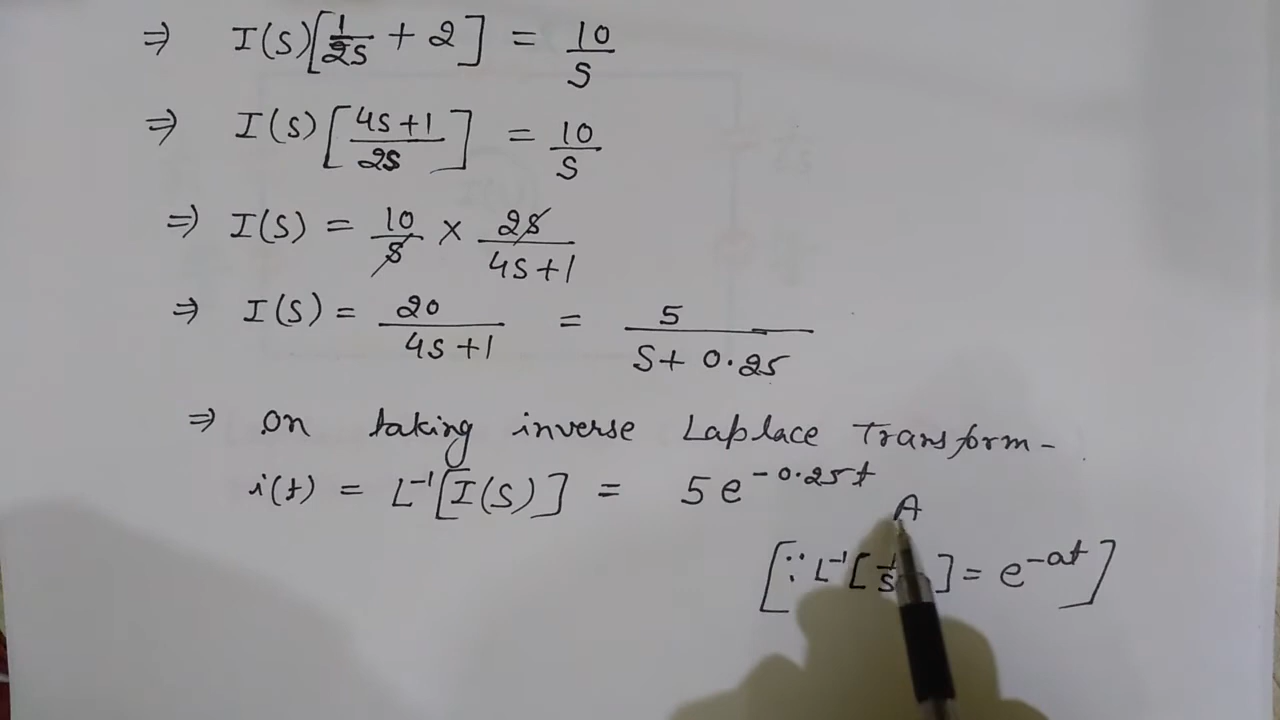 ⇒ I(S)[1/2S + 2] = 10/S
⇒ I(S)[4S+1/2S] = 10/S
⇒ I(S) = 10/S × 2S/4S+1
⇒ I(S) = 20/4S+1 = 5/S+0.25
⇒ on taking inverse Laplace Transform -
i(t) = L⁻¹[I(S)] = 5e^-0.25t A
[∵ L⁻¹[1/S ] = e^-at]